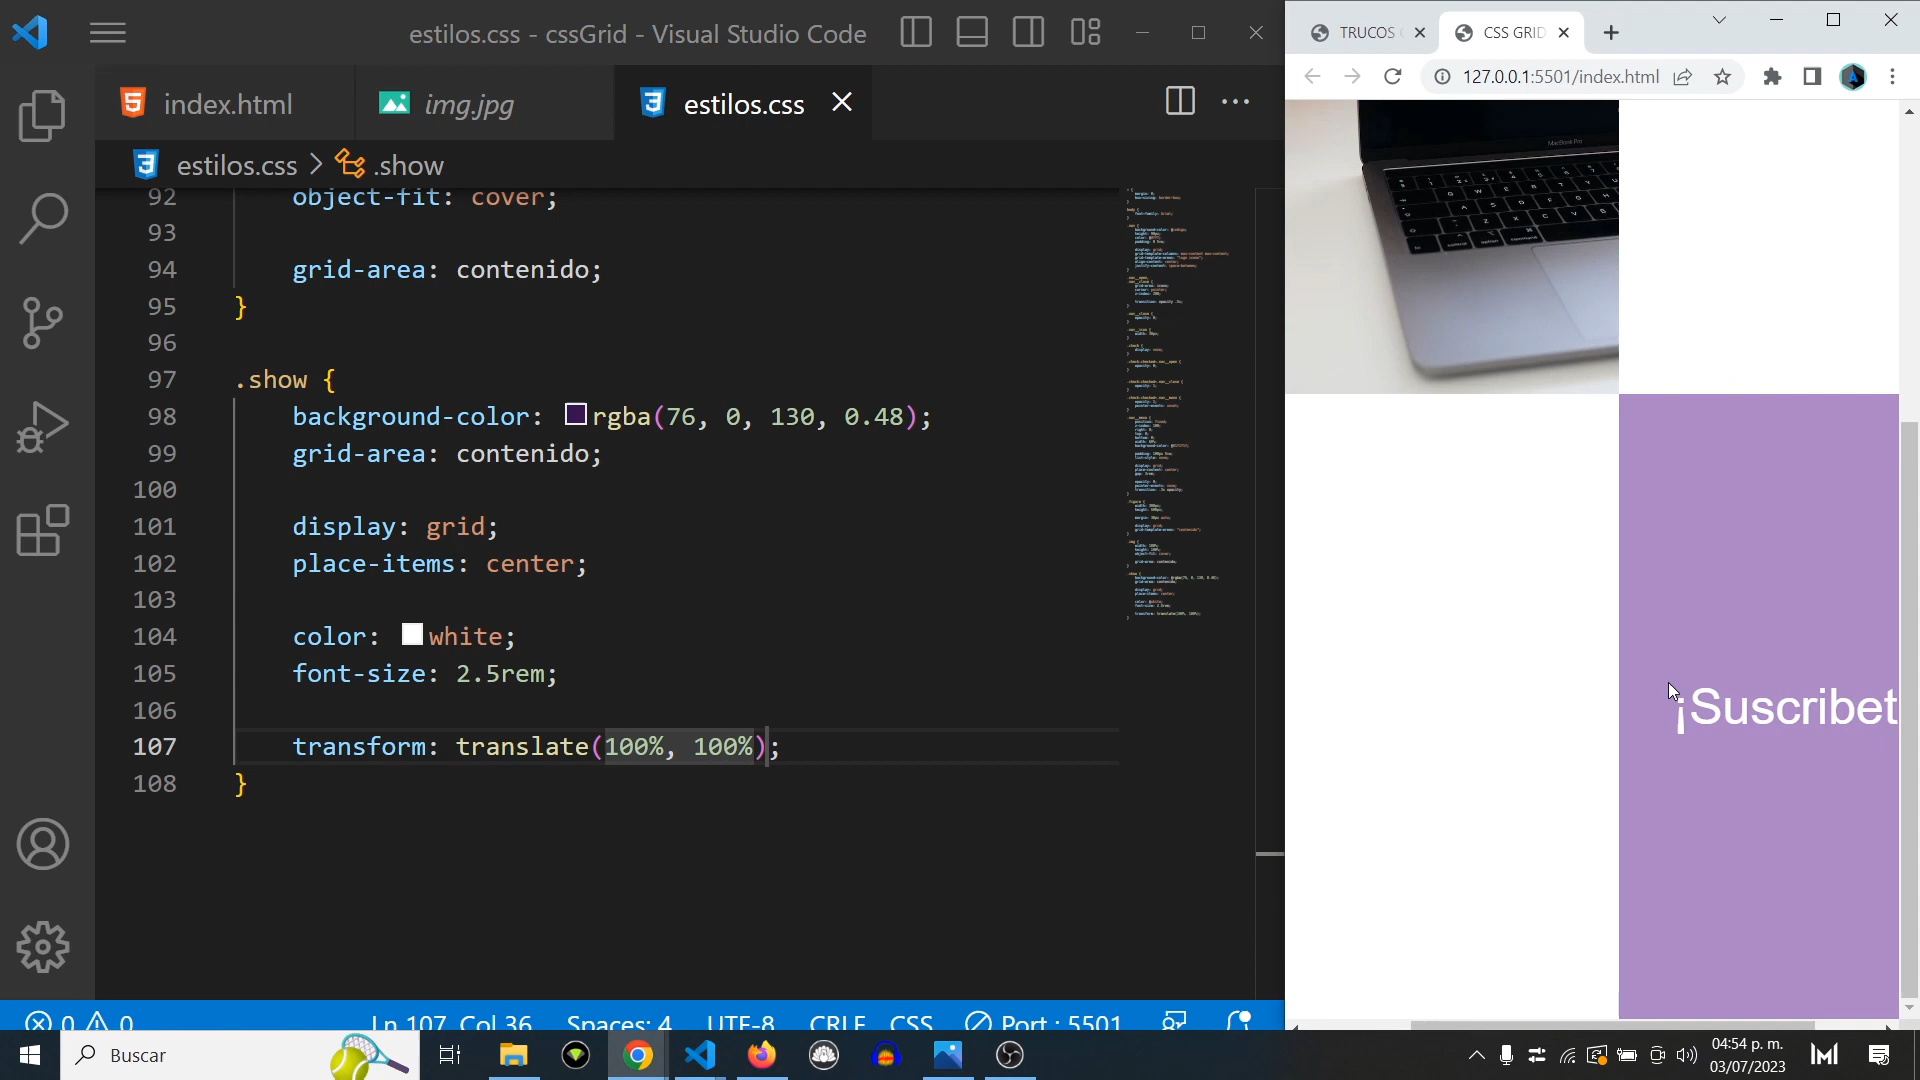 estilos.css - cssGrid - Visual Studio Code
index.html
img.jpg
estilos.css
estilos.css > .show
92 object-fit: cover;
93
94 grid-area: contenido;
95 }
96
97 .show {
98 background-color: rgba(76, 0, 130, 0.48);
99 grid-area: contenido;
100
101 display: grid;
102 place-items: center;
103
104 color: white;
105 font-size: 2.5rem;
106
107 transform: translate(100%, 100%);
108 }
0 0
Ln 107, Col 36 Spaces: 4 UTF-8 CRLF CSS Port : 5501
TRUCOS
CSS GRID
127.0.0.1:5501/index.html
MacBook Pro
¡Suscribet
Buscar
04:54 p. m.
03/07/2023